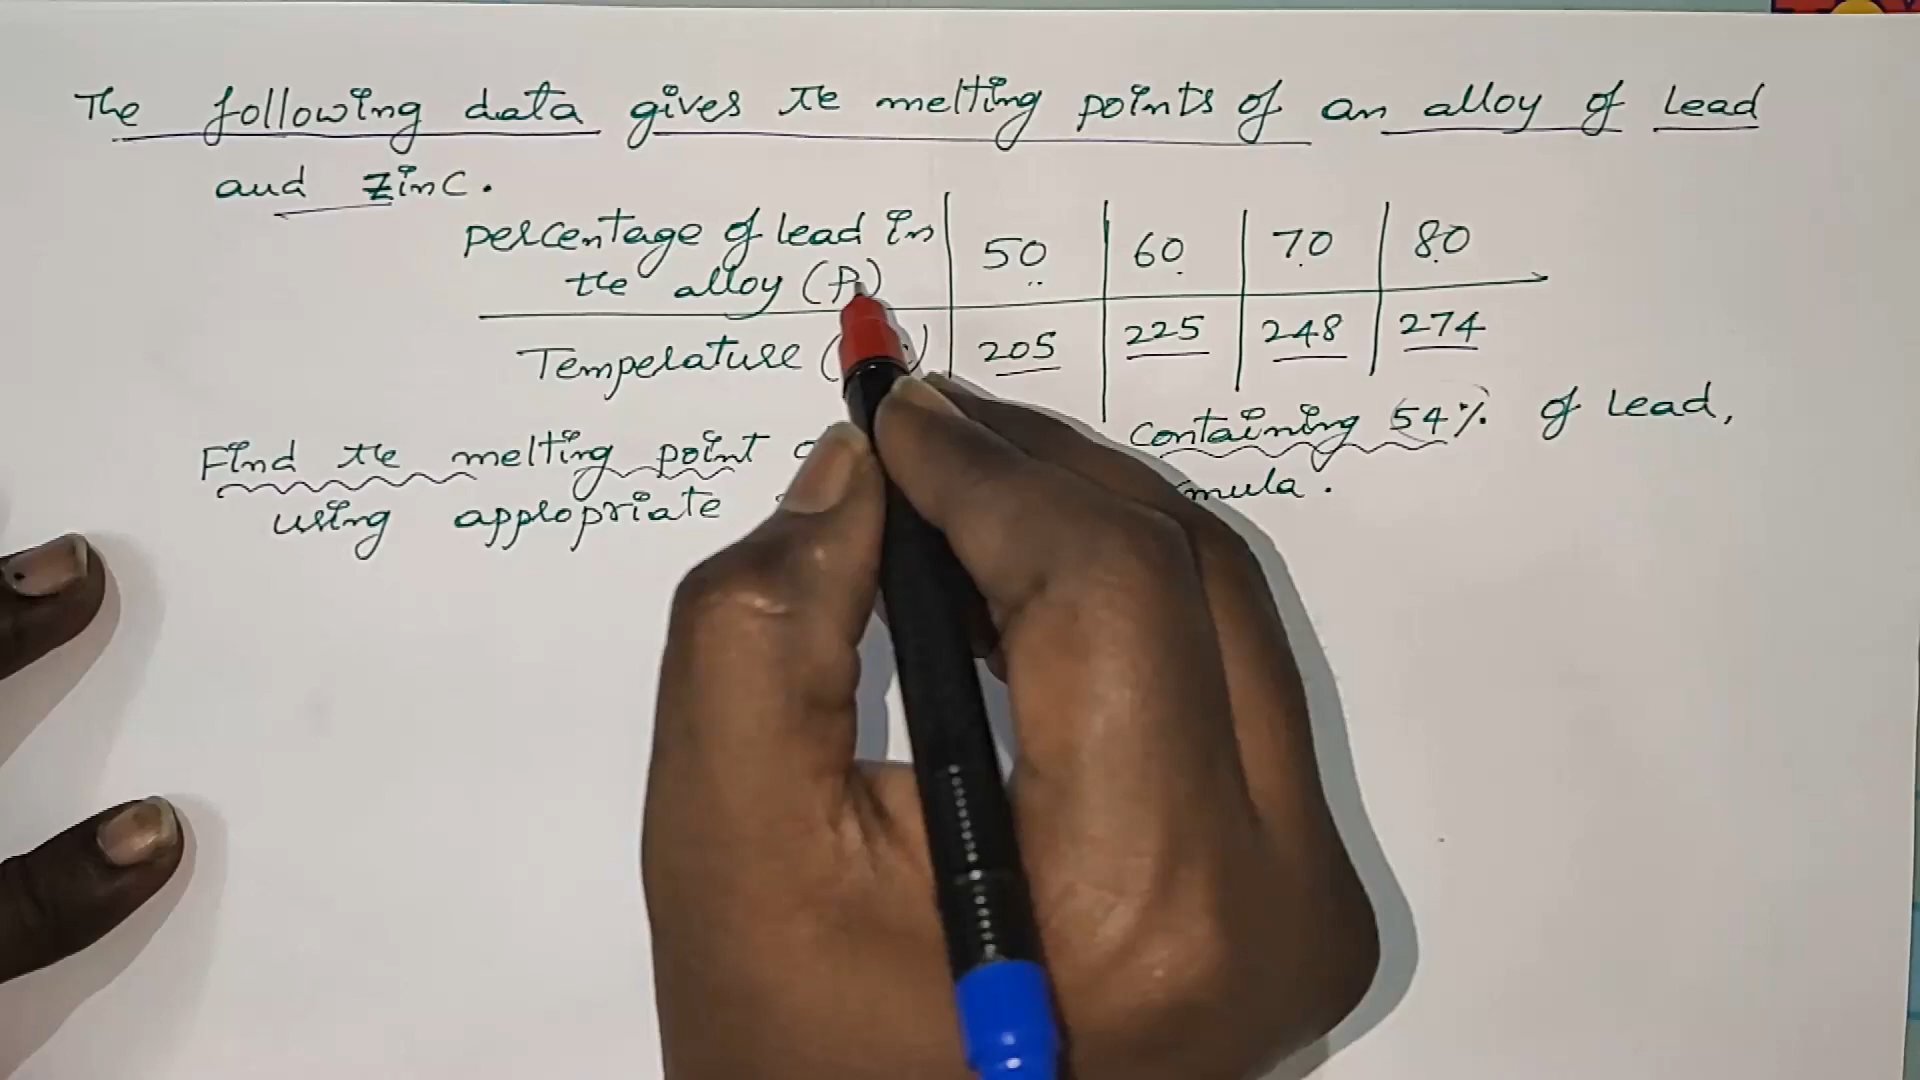 The following data gives the melting points of an alloy of Lead
and Zinc.
percentage of lead in the alloy (P) 50 60 70 80
Temperature ( ) 205 225 248 274
Find the melting point containing 54% of lead,
using appropriate